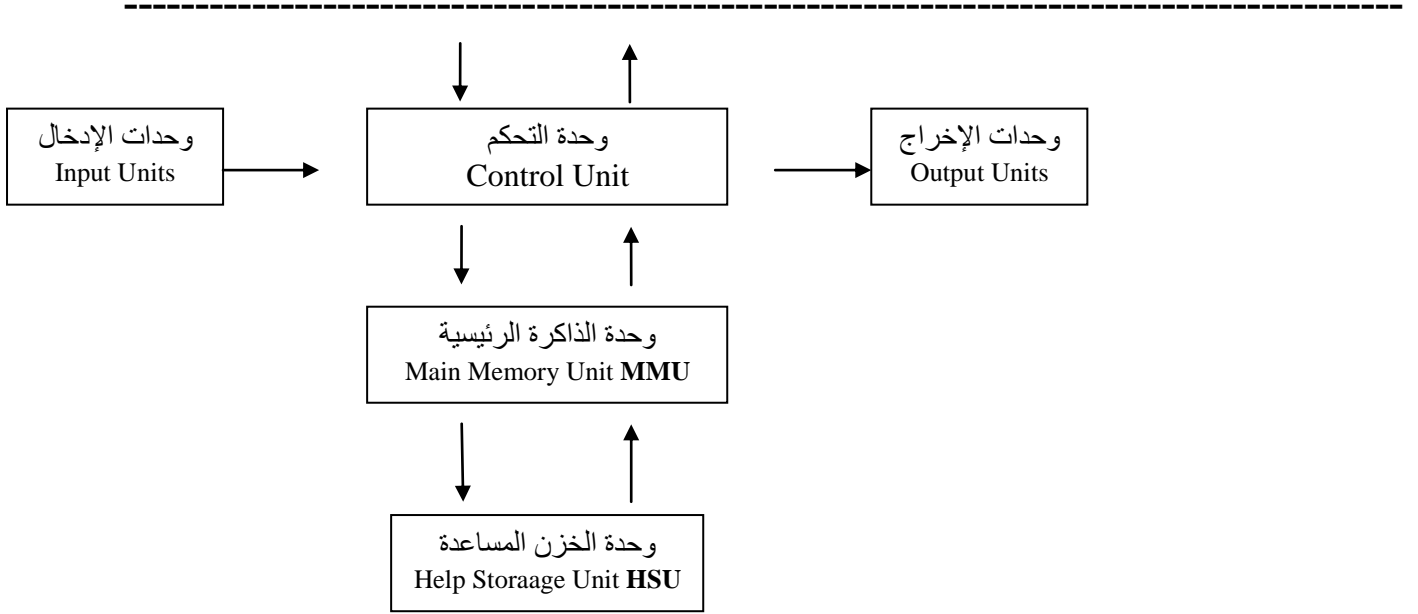 وحدات الإدخال
Input Units
وحدة التحكم
Control Unit
وحدات الإخراج
Output Units
وحدة الذاكرة الرئيسية
Main Memory Unit MMU
وحدة الخزن المساعدة
Help Storaage Unit HSU